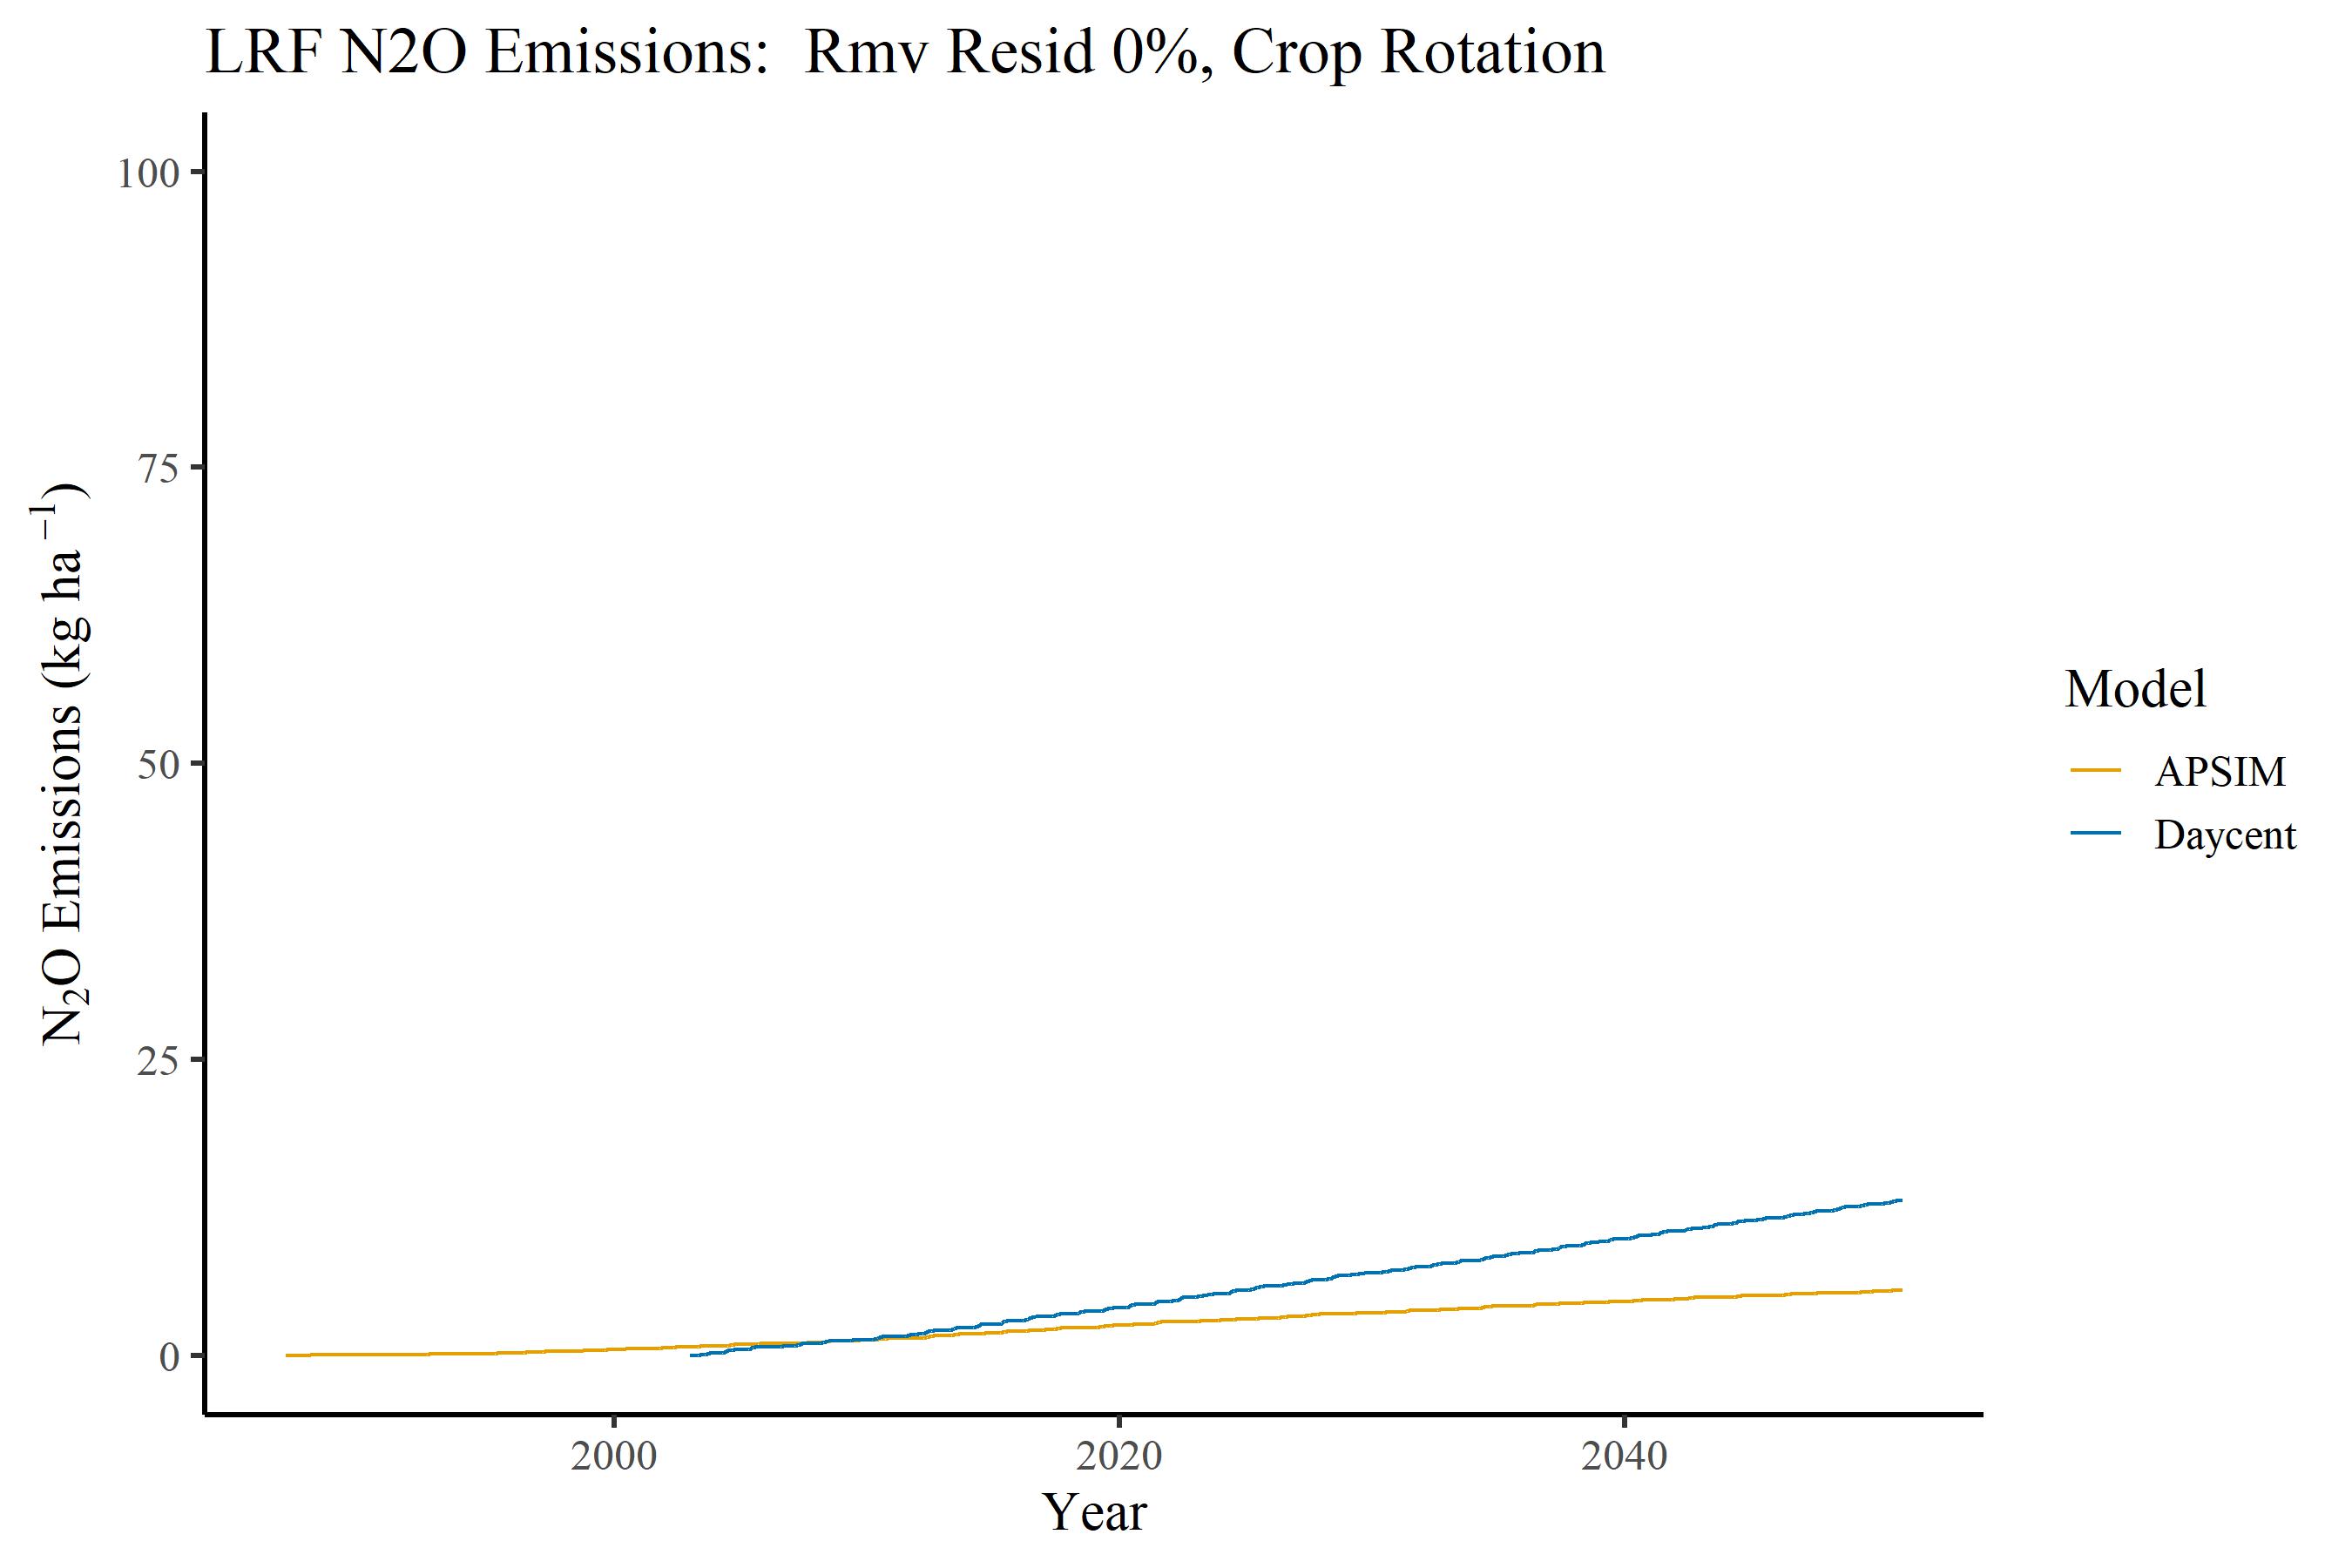 LRF N2O Emissions:  Rmv Resid 0%, Crop Rotation
100
75
50
25
0
N₂O Emissions (kg ha⁻¹)
2000
2020
2040
Year
Model
APSIM
Daycent